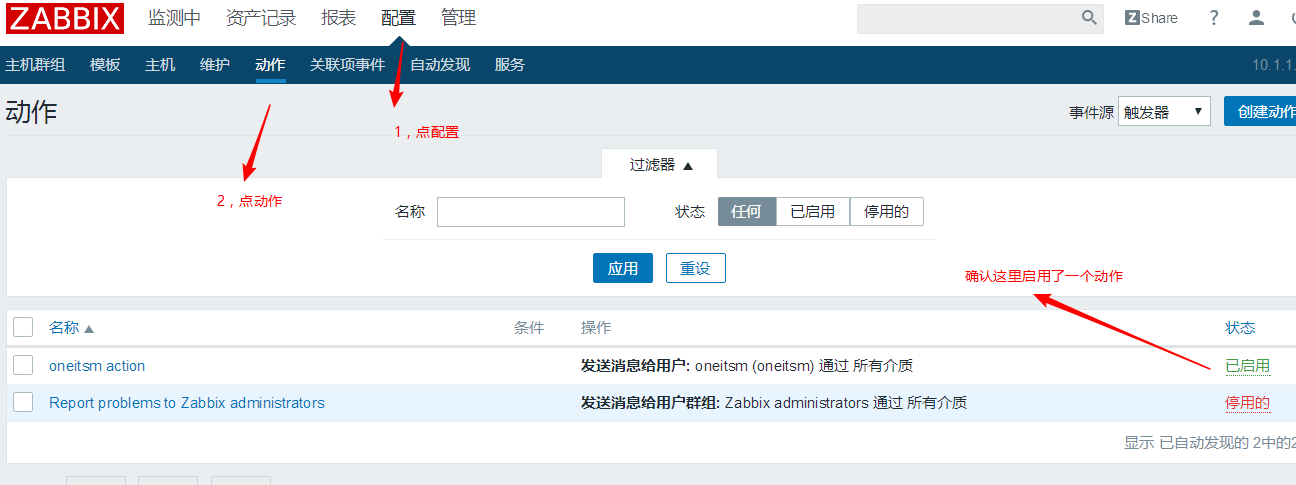 ZABBIX 监测中 资产记录 报表 配置 管理 Z Share ?
主机群组 模板 主机 维护 动作 关联项事件 自动发现 服务 10.1.1.
动作 事件源 触发器 创建动作
1，点配置
过滤器
2，点动作
名称 状态 任何 已启用 停用的
应用 重设
确认这里启用了一个动作
名称 条件 操作 状态
oneitsm action 发送消息给用户: oneitsm (oneitsm) 通过 所有介质 已启用
Report problems to Zabbix administrators 发送消息给用户群组: Zabbix administrators 通过 所有介质 停用的
显示 已自动发现的 2中的2